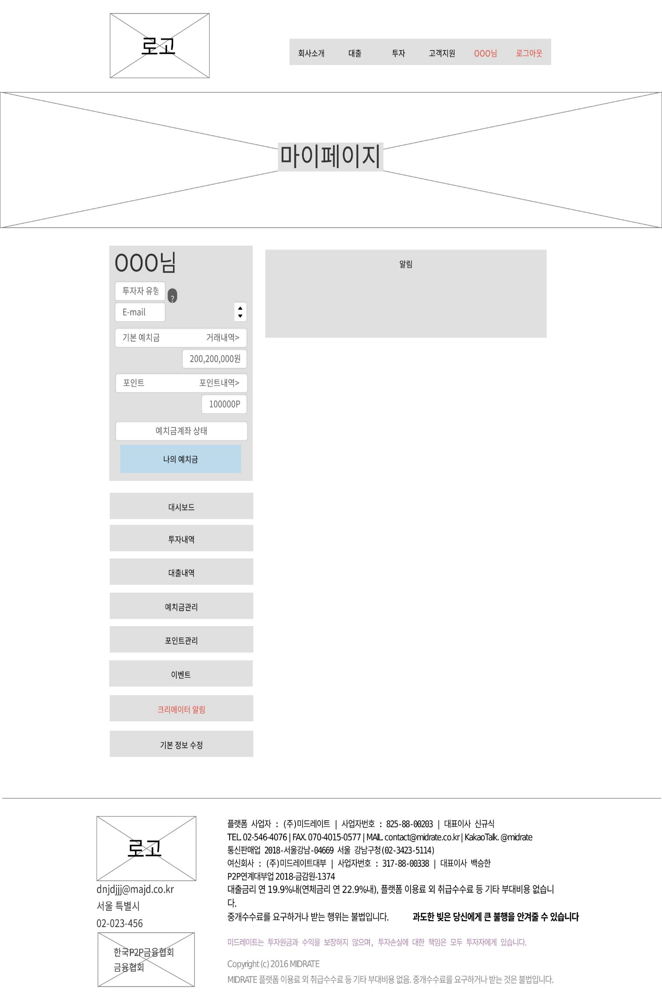 로고
회사소개 대출 투자 고객지원 OOO님 로그아웃
마이페이지
OOO님
투자자 유형
?
E-mail
기본 예치금 거래내역>
200,200,000원
포인트 포인트내역>
100000P
예치금계좌 상태
나의 예치금
알림
대시보드
투자내역
대출내역
예치금관리
포인트관리
이벤트
크리에이터 알림
기본 정보 수정
로고
dnjdjjj@majd.co.kr
서울 특별시
02-023-456
한국P2P금융협회
금융협회
플랫폼 사업자 : (주)미드레이트 | 사업자번호 : 825-88-00203 | 대표이사 신규식
TEL. 02-546-4076 | FAX. 070-4015-0577 | MAIL. contact@midrate.co.kr | KakaoTalk. @midrate
통신판매업 2018-서울강남-04669 서울 강남구청(02-3423-5114)
여신회사 : (주)미드레이트대부 | 사업자번호 : 317-88-00338 | 대표이사 백승한
P2P연계대부업 2018-금감원-1374
대출금리 연 19.9%내(연체금리 연 22.9%내), 플랫폼 이용료 외 취급수수료 등 기타 부대비용 없습니
다.
중개수수료를 요구하거나 받는 행위는 불법입니다. 과도한 빚은 당신에게 큰 불행을 안겨줄 수 있습니다
미드레이트는 투자원금과 수익을 보장하지 않으며, 투자손실에 대한 책임은 모두 투자자에게 있습니다.
Copyright (c) 2016 MIDRATE
MIDRATE 플랫폼 이용료 외 취급수수료 등 기타 부대비용 없음. 중개수수료를 요구하거나 받는 것은 불법입니다.